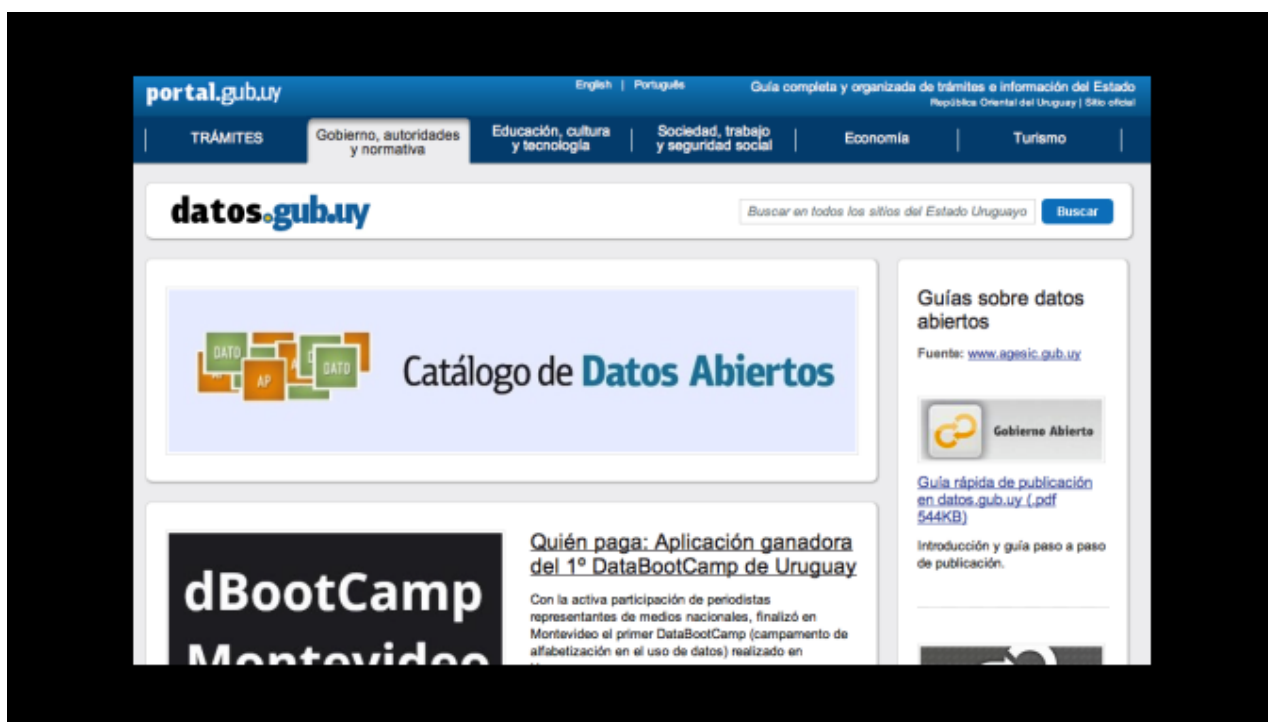 portal.gub.uy
English | Portugués
Guía completa y organizada de trámites e información del Estado
República Oriental del Uruguay | Sitio oficial
TRÁMITES
Gobierno, autoridades
y normativa
Educación, cultura
y tecnología
Sociedad, trabajo
y seguridad social
Economía
Turismo
datos.gub.uy
Buscar en todos los sitios del Estado Uruguayo
Buscar
DATO
DATO
AP
Catálogo de Datos Abiertos
Guías sobre datos
abiertos
Fuente: www.agesic.gub.uy
Gobierno Abierto
Guía rápida de publicación
en datos.gub.uy (.pdf
544KB)
Introducción y guía paso a paso
de publicación.
dBootCamp
Montevideo
Quién paga: Aplicación ganadora
del 1º DataBootCamp de Uruguay
Con la activa participación de periodistas
representantes de medios nacionales, finalizó en
Montevideo el primer DataBootCamp (campamento de
alfabetización en el uso de datos) realizado en